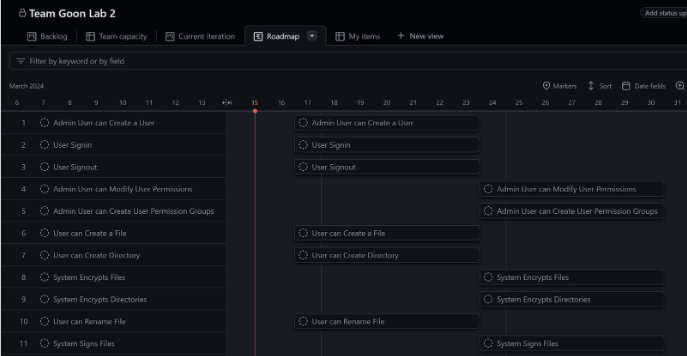 Team Goon Lab 2
Add status up
Backlog Team capacity Current iteration Roadmap My items + New view
Filter by keyword or by field
March 2024 Markers Sort Date fields
6 7 8 9 10 11 12 13 15 16 17 18 19 20 21 22 23 24 25 26 27 28 29 30 31
1 Admin User can Create a User Admin User can Create a User
2 User Signin User Signin
3 User Signout User Signout
4 Admin User can Modify User Permissions Admin User can Modify User Permissions
5 Admin User can Create User Permission Groups Admin User can Create User Permission Groups
6 User can Create a File User can Create a File
7 User can Create Directory User can Create Directory
8 System Encrypts Files System Encrypts Files
9 System Encrypts Directories System Encrypts Directories
10 User can Rename File User can Rename File
11 System Signs Files System Signs Files